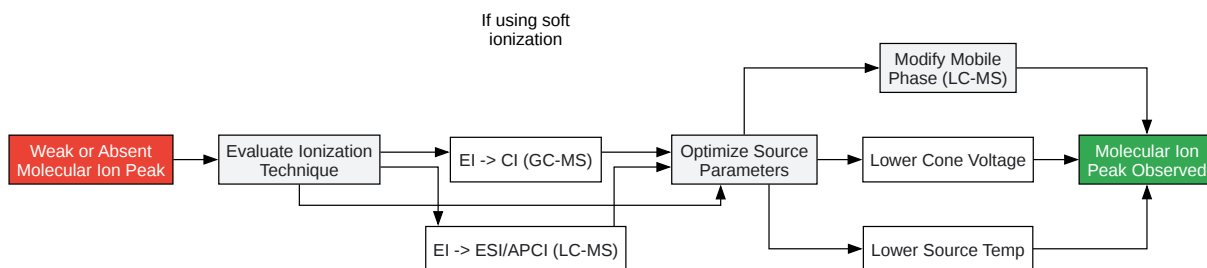 If using soft
ionization
Modify Mobile
Phase (LC-MS)
Weak or Absent
Molecular Ion Peak
Evaluate Ionization
Technique
EI -> CI (GC-MS)
Optimize Source
Parameters
Lower Cone Voltage
Molecular Ion
Peak Observed
EI -> ESI/APCI (LC-MS)
Lower Source Temp